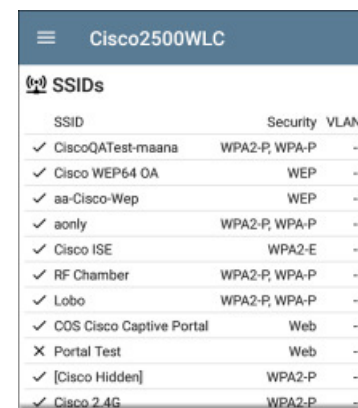 Cisco2500WLC
SSIDs
SSID Security VLAN
CiscoQATest-maana WPA2-P, WPA-P -
Cisco WEP64 OA WEP -
aa-Cisco-Wep WEP -
aonly WPA2-P, WPA-P -
Cisco ISE WPA2-E -
RF Chamber WPA2-P, WPA-P -
Lobo WPA2-P, WPA-P -
COS Cisco Captive Portal Web -
Portal Test Web -
[Cisco Hidden] WPA2-P -
Cisco 2.4G WPA2-P -